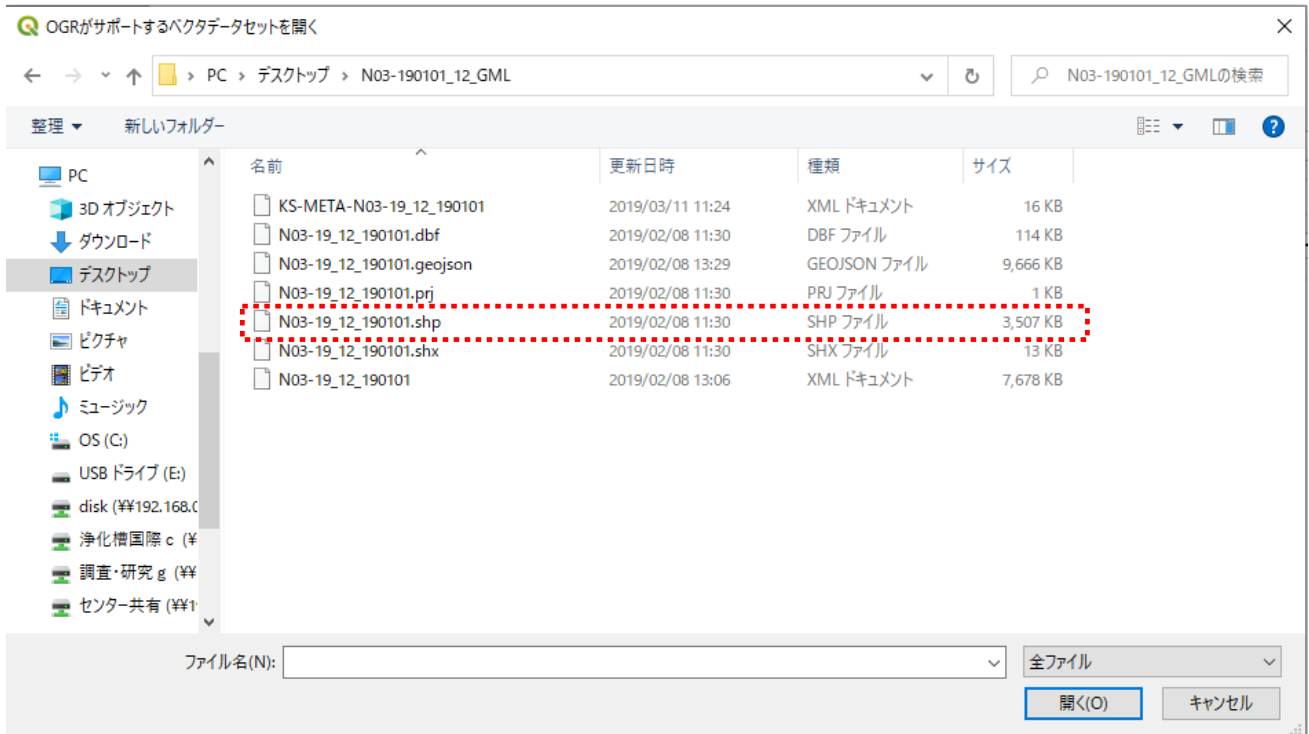 OGRがサポートするベクタデータセットを開く
PC › デスクトップ › N03-190101_12_GML
N03-190101_12_GMLの検索
整理 新しいフォルダー
名前 更新日時 種類 サイズ
PC
3D オブジェクト
ダウンロード
デスクトップ
ドキュメント
ピクチャ
ビデオ
ミュージック
OS (C:)
USB ドライブ (E:)
disk (¥¥192.168.0
浄化槽国際 c (¥
調査・研究 g (¥¥
センター共有 (¥¥1
KS-META-N03-19_12_190101 2019/03/11 11:24 XML ドキュメント 16 KB
N03-19_12_190101.dbf 2019/02/08 11:30 DBF ファイル 114 KB
N03-19_12_190101.geojson 2019/02/08 13:29 GEOJSON ファイル 9,666 KB
N03-19_12_190101.prj 2019/02/08 11:30 PRJ ファイル 1 KB
N03-19_12_190101.shp 2019/02/08 11:30 SHP ファイル 3,507 KB
N03-19_12_190101.shx 2019/02/08 11:30 SHX ファイル 13 KB
N03-19_12_190101 2019/02/08 13:06 XML ドキュメント 7,678 KB
ファイル名(N):
全ファイル
開く(O) キャンセル